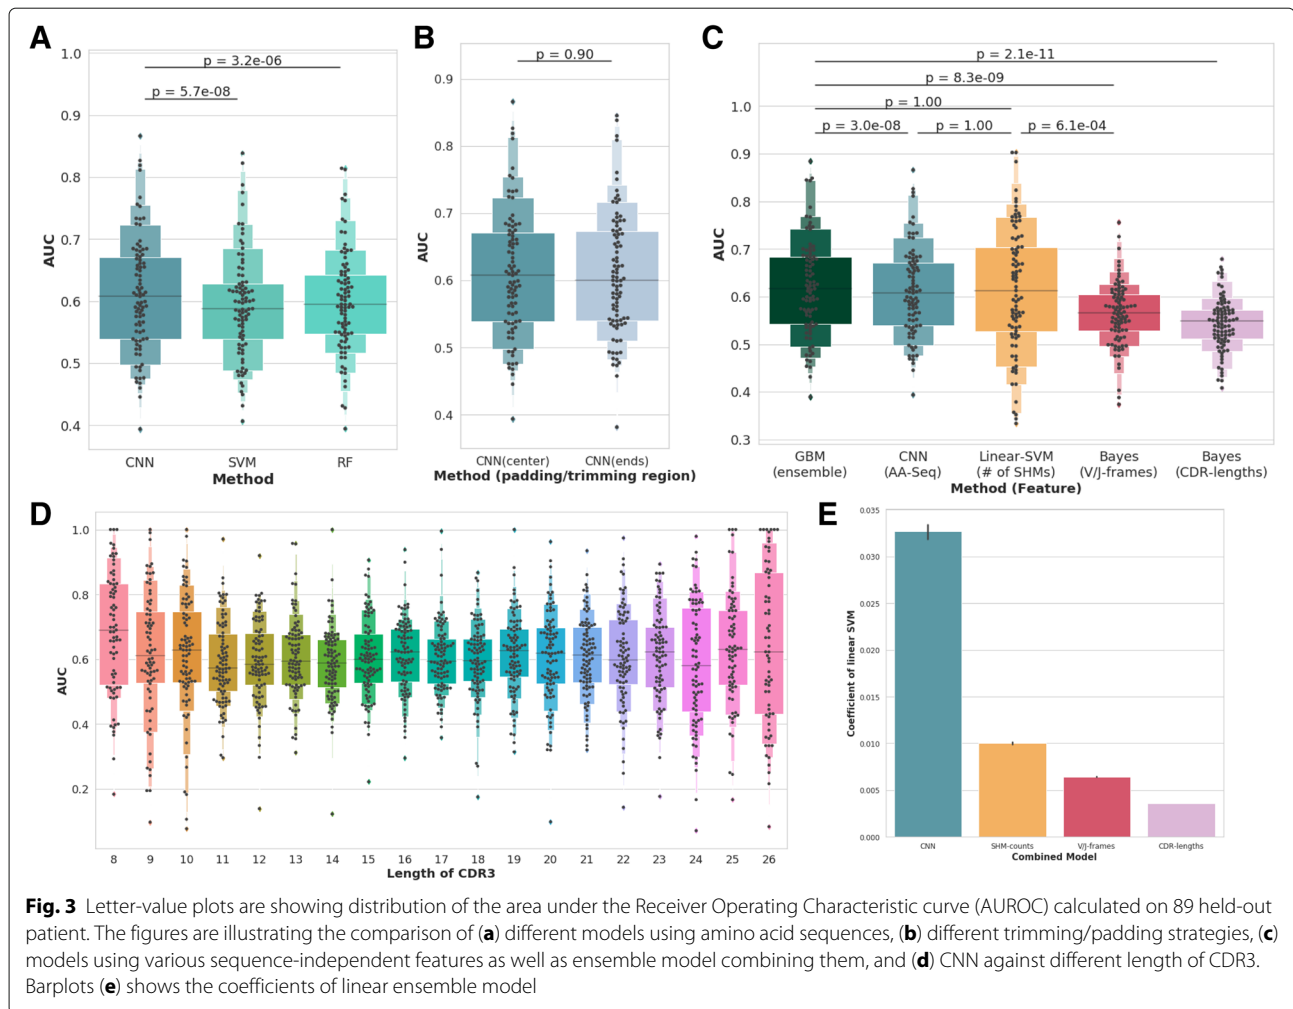 A
1.0
0.9
0.8
0.7
0.6
0.5
0.4
AUC
p = 3.2e-06
p = 5.7e-08
CNN SVM RF
Method
B
0.9
0.8
0.7
0.6
0.5
0.4
AUC
p = 0.90
CNN(center) CNN(ends)
Method (padding/trimming region)
C
1.0
0.9
0.8
0.7
0.6
0.5
0.4
0.3
AUC
p = 2.1e-11
p = 8.3e-09
p = 1.00
p = 3.0e-08 p = 1.00 p = 6.1e-04
GBM CNN Linear-SVM Bayes Bayes
(ensemble) (AA-Seq) (# of SHMs) (V/J-frames) (CDR-lengths)
Method (Feature)
D
1.0
0.8
0.6
0.4
0.2
AUC
8 9 10 11 12 13 14 15 16 17 18 19 20 21 22 23 24 25 26
Length of CDR3
E
0.035
0.030
0.025
0.020
0.015
0.010
0.005
0.000
Coefficient of linear SVM
CNN SHM-counts V/J-frames CDR-lengths
Combined Model
Fig. 3 Letter-value plots are showing distribution of the area under the Receiver Operating Characteristic curve (AUROC) calculated on 89 held-out
patient. The figures are illustrating the comparison of (a) different models using amino acid sequences, (b) different trimming/padding strategies, (c)
models using various sequence-independent features as well as ensemble model combining them, and (d) CNN against different length of CDR3.
Barplots (e) shows the coefficients of linear ensemble model